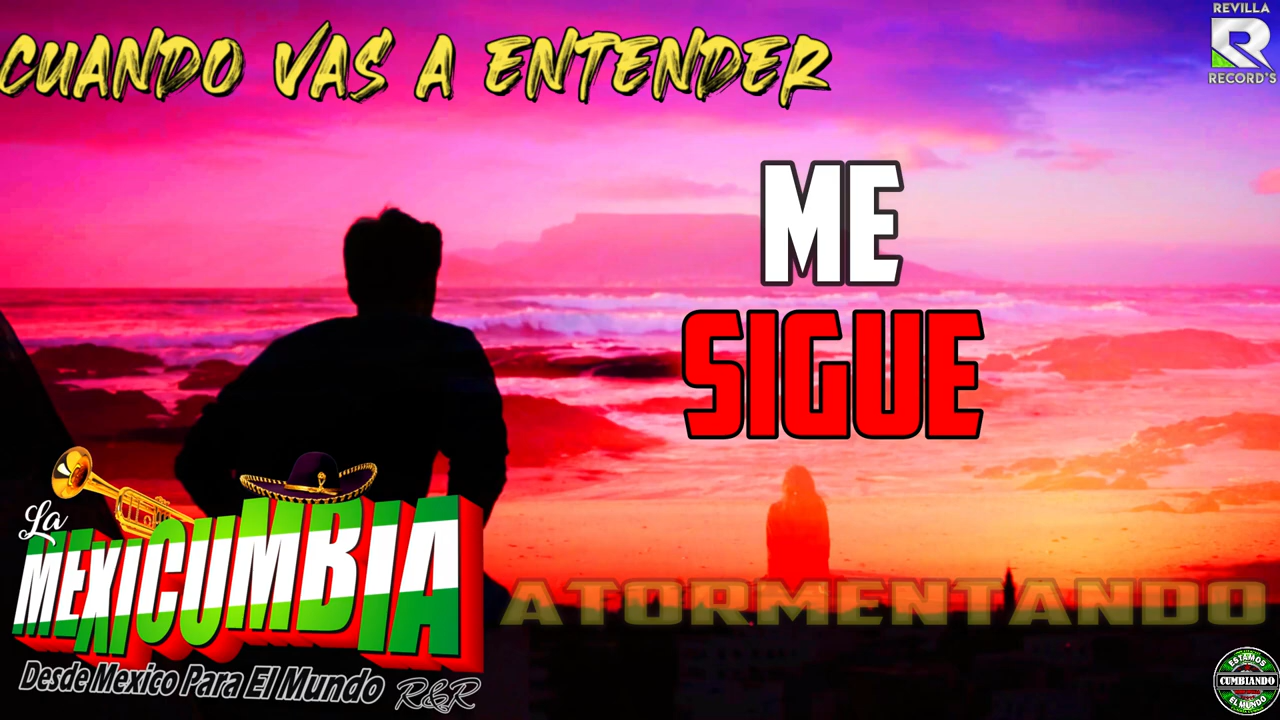 CUANDO VAS A ENTENDER
REVILLA
R
RECORD'S
ME
SIGUE
ATORMENTANDO
La
MEXICUMBIA
Desde Mexico Para El Mundo R&R
ESTAMOS
CUMBIANDO
EL MUNDO